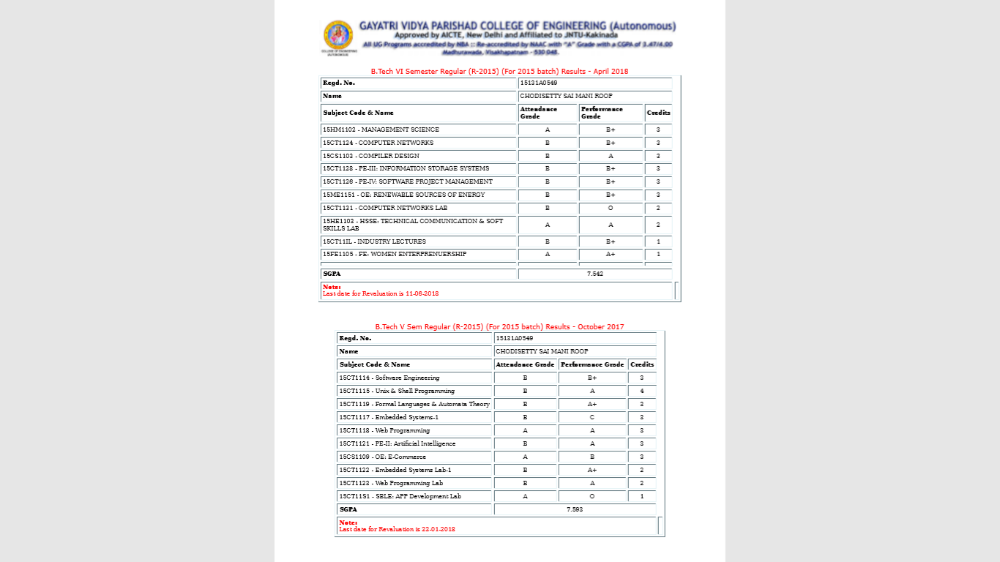 GAYATRI VIDYA PARISHAD COLLEGE OF ENGINEERING (Autonomous)
Approved by AICTE, New Delhi and Affiliated to JNTU-Kakinada
All UG Programs accredited by NBA :: Re-accredited by NAAC with "A" Grade with a CGPA of 3.47/4.00
Madhurawada, Visakhapatnam - 530 048.
COLLEGE OF ENGINEERING
(AUTONOMOUS)
B.Tech VI Semester Regular (R-2015) (For 2015 batch) Results - April 2018
Regd. No. 15131A0549
Name CHODISETTY SAI MANI ROOP
Subject Code & Name Attendance Grade Performance Grade Credits
15HM1102 - MANAGEMENT SCIENCE A B+ 3
15CT1124 - COMPUTER NETWORKS B B+ 3
15CS1103 - COMPILER DESIGN B A 3
15CT1128 - PE-III: INFORMATION STORAGE SYSTEMS B B+ 3
15CT1126 - PE-IV: SOFTWARE PROJECT MANAGEMENT B B+ 3
15ME1151 - OE: RENEWABLE SOURCES OF ENERGY B B+ 3
15CT1131 - COMPUTER NETWORKS LAB B O 2
15HE1103 - HSSE: TECHNICAL COMMUNICATION & SOFT SKILLS LAB A A 2
15CT11IL - INDUSTRY LECTURES B B+ 1
15FE1105 - FE: WOMEN ENTERPRENUERSHIP A A+ 1
SGPA 7.542
Note:
Last date for Revaluation is 11-06-2018
B.Tech V Sem Regular (R-2015) (For 2015 batch) Results - October 2017
Regd. No. 15131A0549
Name CHODISETTY SAI MANI ROOP
Subject Code & Name Attendance Grade Performance Grade Credits
15CT1114 - Software Engineering B B+ 3
15CT1115 - Unix & Shell Programming B A 4
15CT1119 - Formal Languages & Automata Theory B A+ 3
15CT1117 - Embedded Systems-1 B C 3
15CT1118 - Web Programming A A 3
15CT1121 - PE-II: Artificial Intelligence B A 3
15CS1109 - OE: E-Commerce A B 3
15CT1122 - Embedded Systems Lab-1 B A+ 2
15CT1123 - Web Programming Lab B A 2
15CT11S1 - SBLE: APP Development Lab A O 1
SGPA 7.593
Note:
Last date for Revaluation is 22-01-2018